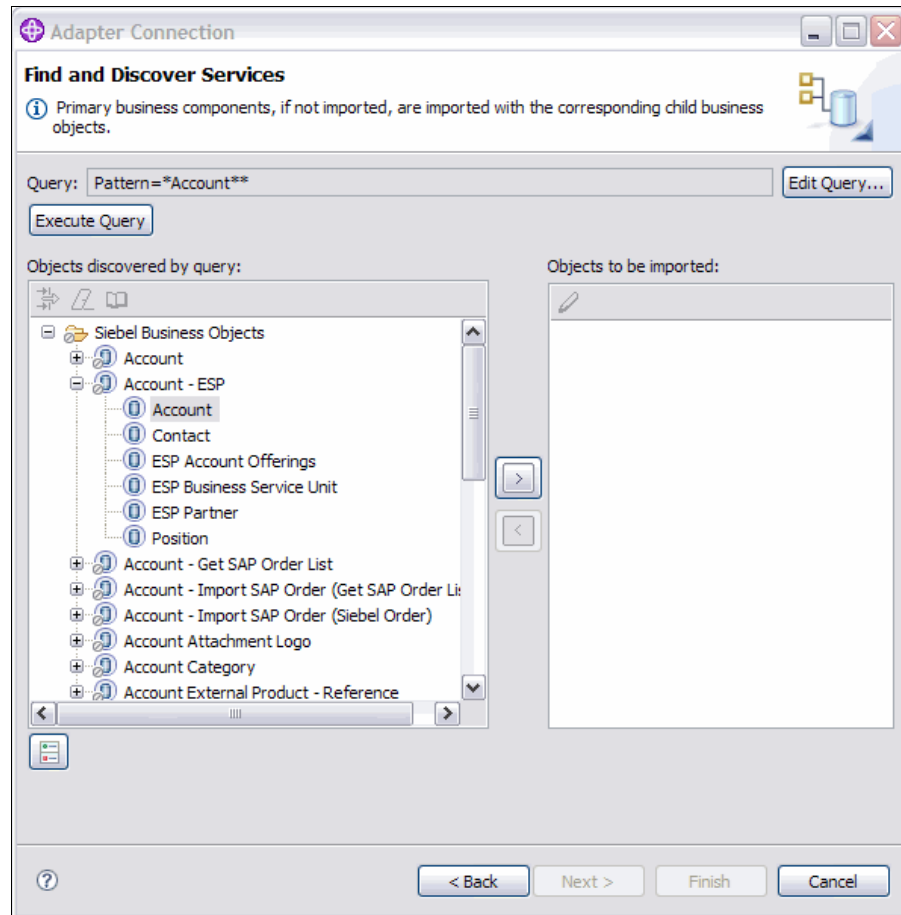 Adapter Connection
Find and Discover Services
Primary business components, if not imported, are imported with the corresponding child business
objects.
Query: Pattern=*Account** Edit Query...
Execute Query
Objects discovered by query:
Siebel Business Objects
Account
Account - ESP
Account
Contact
ESP Account Offerings
ESP Business Service Unit
ESP Partner
Position
Account - Get SAP Order List
Account - Import SAP Order (Get SAP Order Li
Account - Import SAP Order (Siebel Order)
Account Attachment Logo
Account Category
Account External Product - Reference
Objects to be imported:
>
<
< Back Next > Finish Cancel